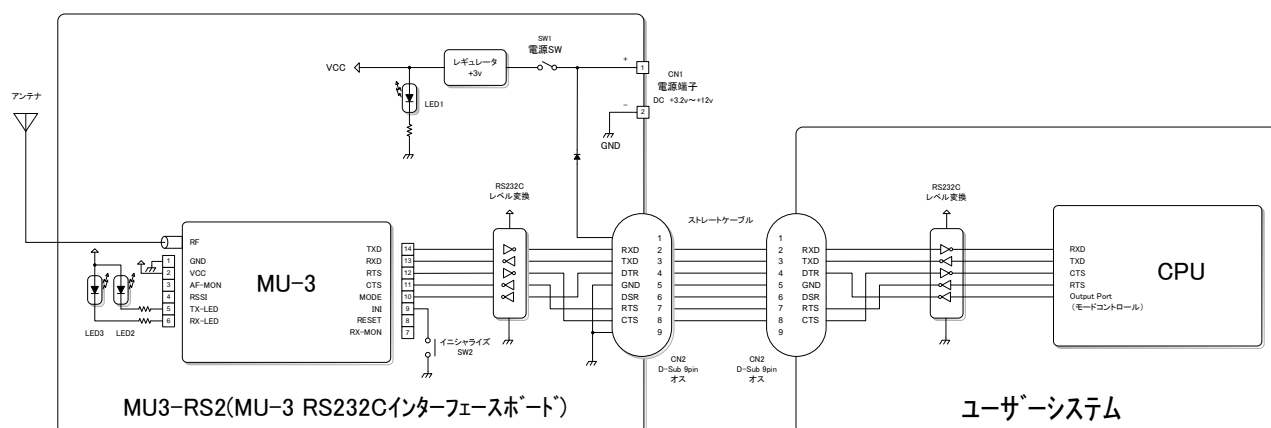 アンテナ
VCC
LED1
レギュレータ
+3v
SW1
電源SW
+
1
CN1
電源端子
DC +3.2v～+12v
-
2
GND
RS232C
レベル変換
RF
1 GND
2 VCC
3 AF-MON
4 RSSI
5 TX-LED
6 RX-LED
LED3 LED2
MU-3
TXD 14
RXD 13
RTS 12
CTS 11
MODE 10
INI 9
RESET 8
RX-MON 7
イニシャライズ
SW2
1
RXD 2
TXD 3
DTR 4
GND 5
DSR 6
RTS 7
CTS 8
9
CN2
D-Sub 9pin
オス
ストレートケーブル
1
2 RXD
3 TXD
4 DTR
5 GND
6 DSR
7 RTS
8 CTS
9
CN2
D-Sub 9pin
オス
RS232C
レベル変換
RXD
TXD
CTS
RTS
Output Port
(モードコントロール)
CPU
MU3-RS2(MU-3 RS232Cインターフェースボード)
ユーザーシステム